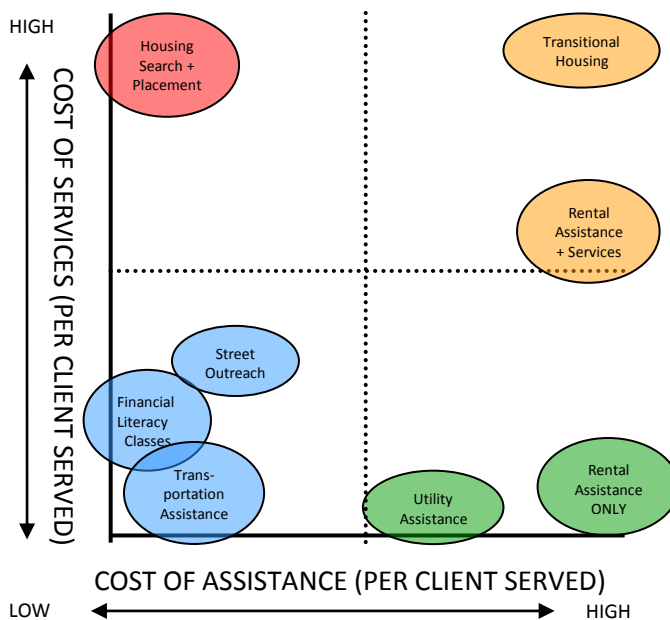 HIGH
COST OF SERVICES (PER CLIENT SERVED)
Housing
Search +
Placement
Transitional
Housing
Rental
Assistance
+ Services
Street
Outreach
Financial
Literacy
Classes
Trans-
portation
Assistance
Utility
Assistance
Rental
Assistance
ONLY
COST OF ASSISTANCE (PER CLIENT SERVED)
LOW
HIGH